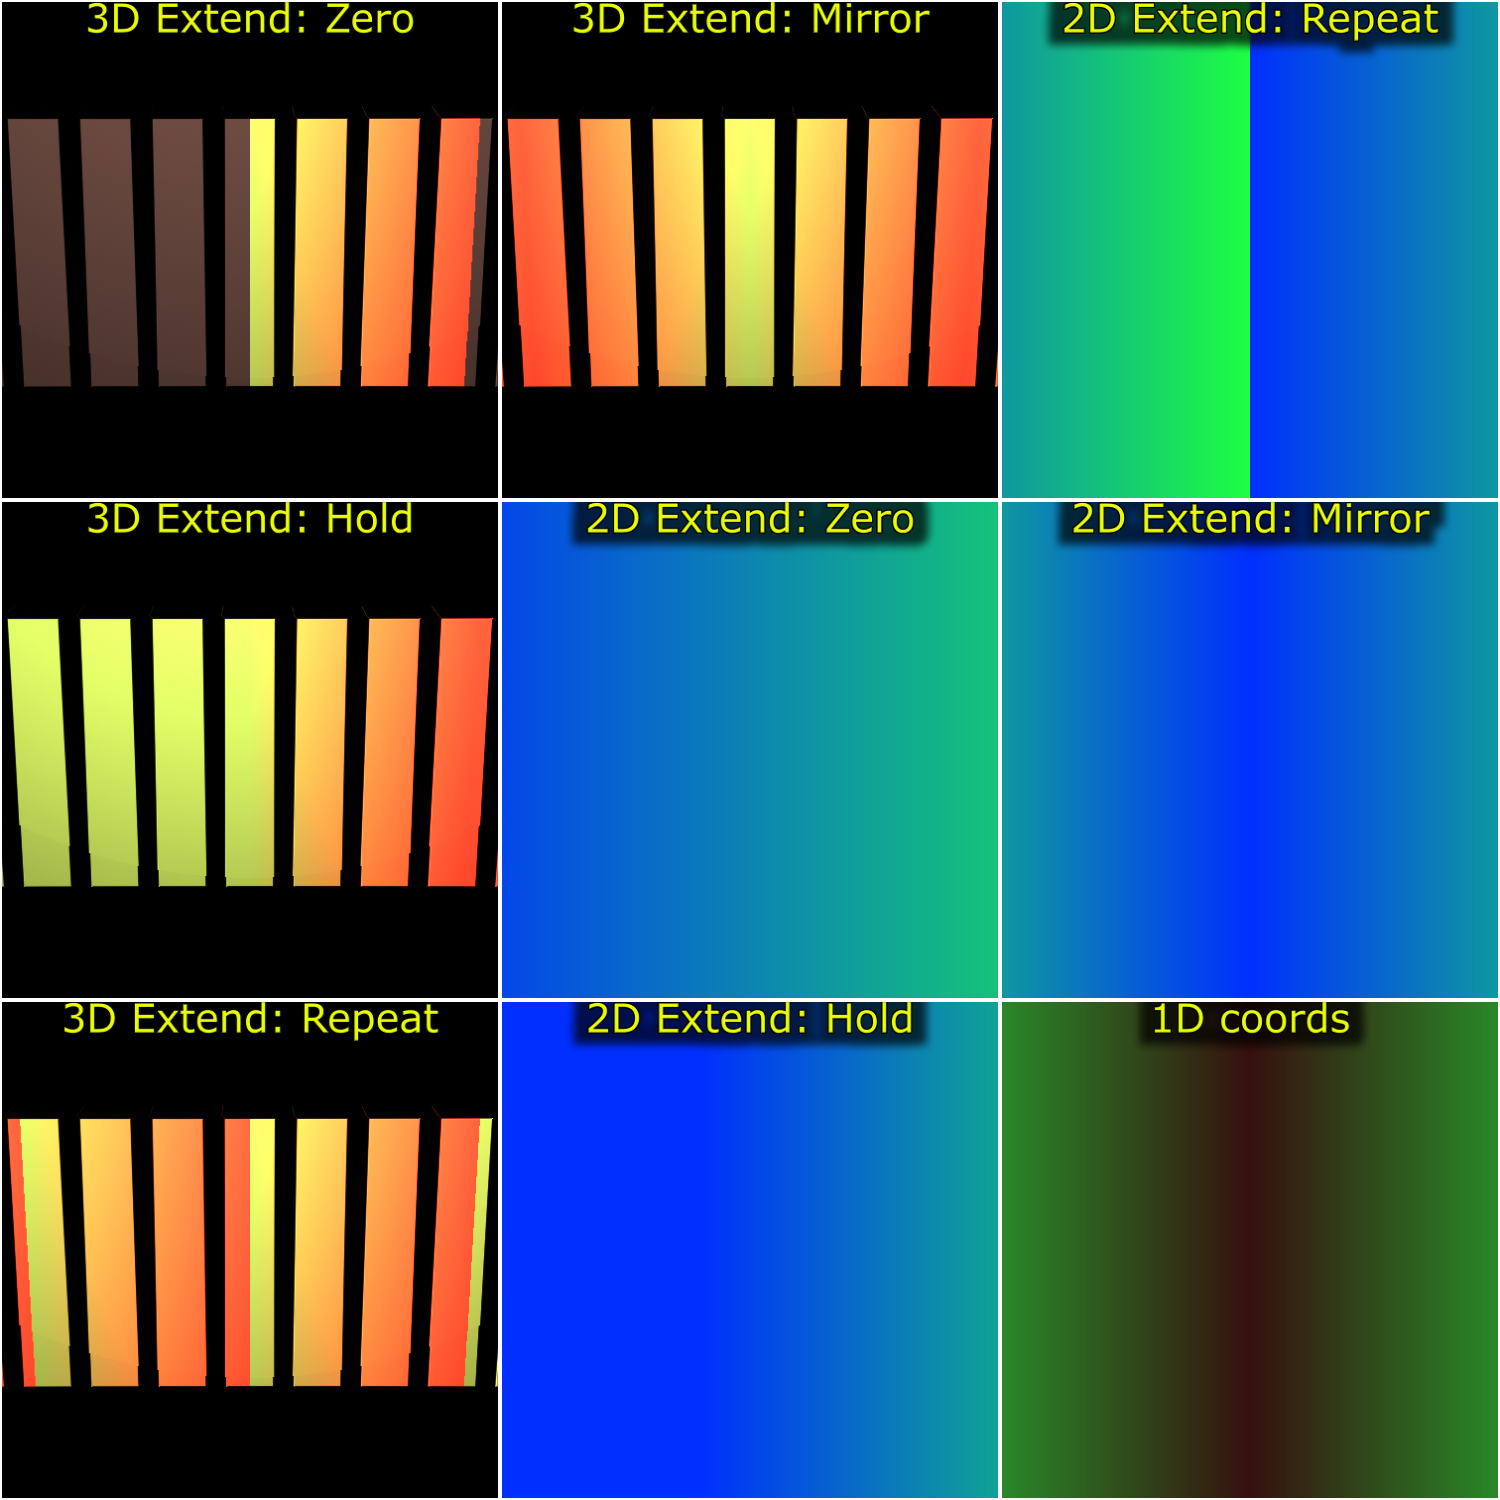 3D Extend: Zero
3D Extend: Mirror
2D Extend: Repeat
3D Extend: Hold
2D Extend: Zero
2D Extend: Mirror
3D Extend: Repeat
2D Extend: Hold
1D coords